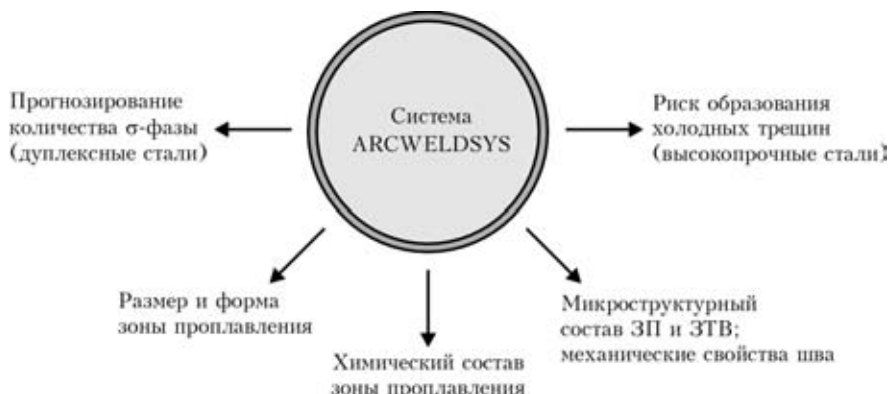 Прогнозирование
количества σ-фазы
(дуплексные стали)
Система
ARCWELDSYS
Риск образования
холодных трещин
(высокопрочные стали)
Размер и форма
зоны проплавления
Химический состав
зоны проплавления
Микроструктурный
состав ЗП и ЗТВ;
механические свойства шва